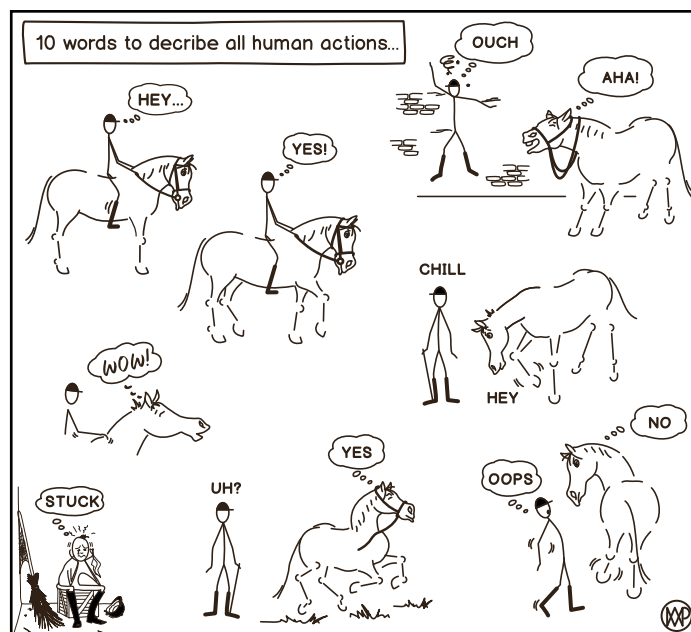 10 words to decribe all human actions...
OUCH
AHA!
HEY...
YES!
CHILL
HEY
WOW!
NO
YES
OOPS
STUCK
UH?